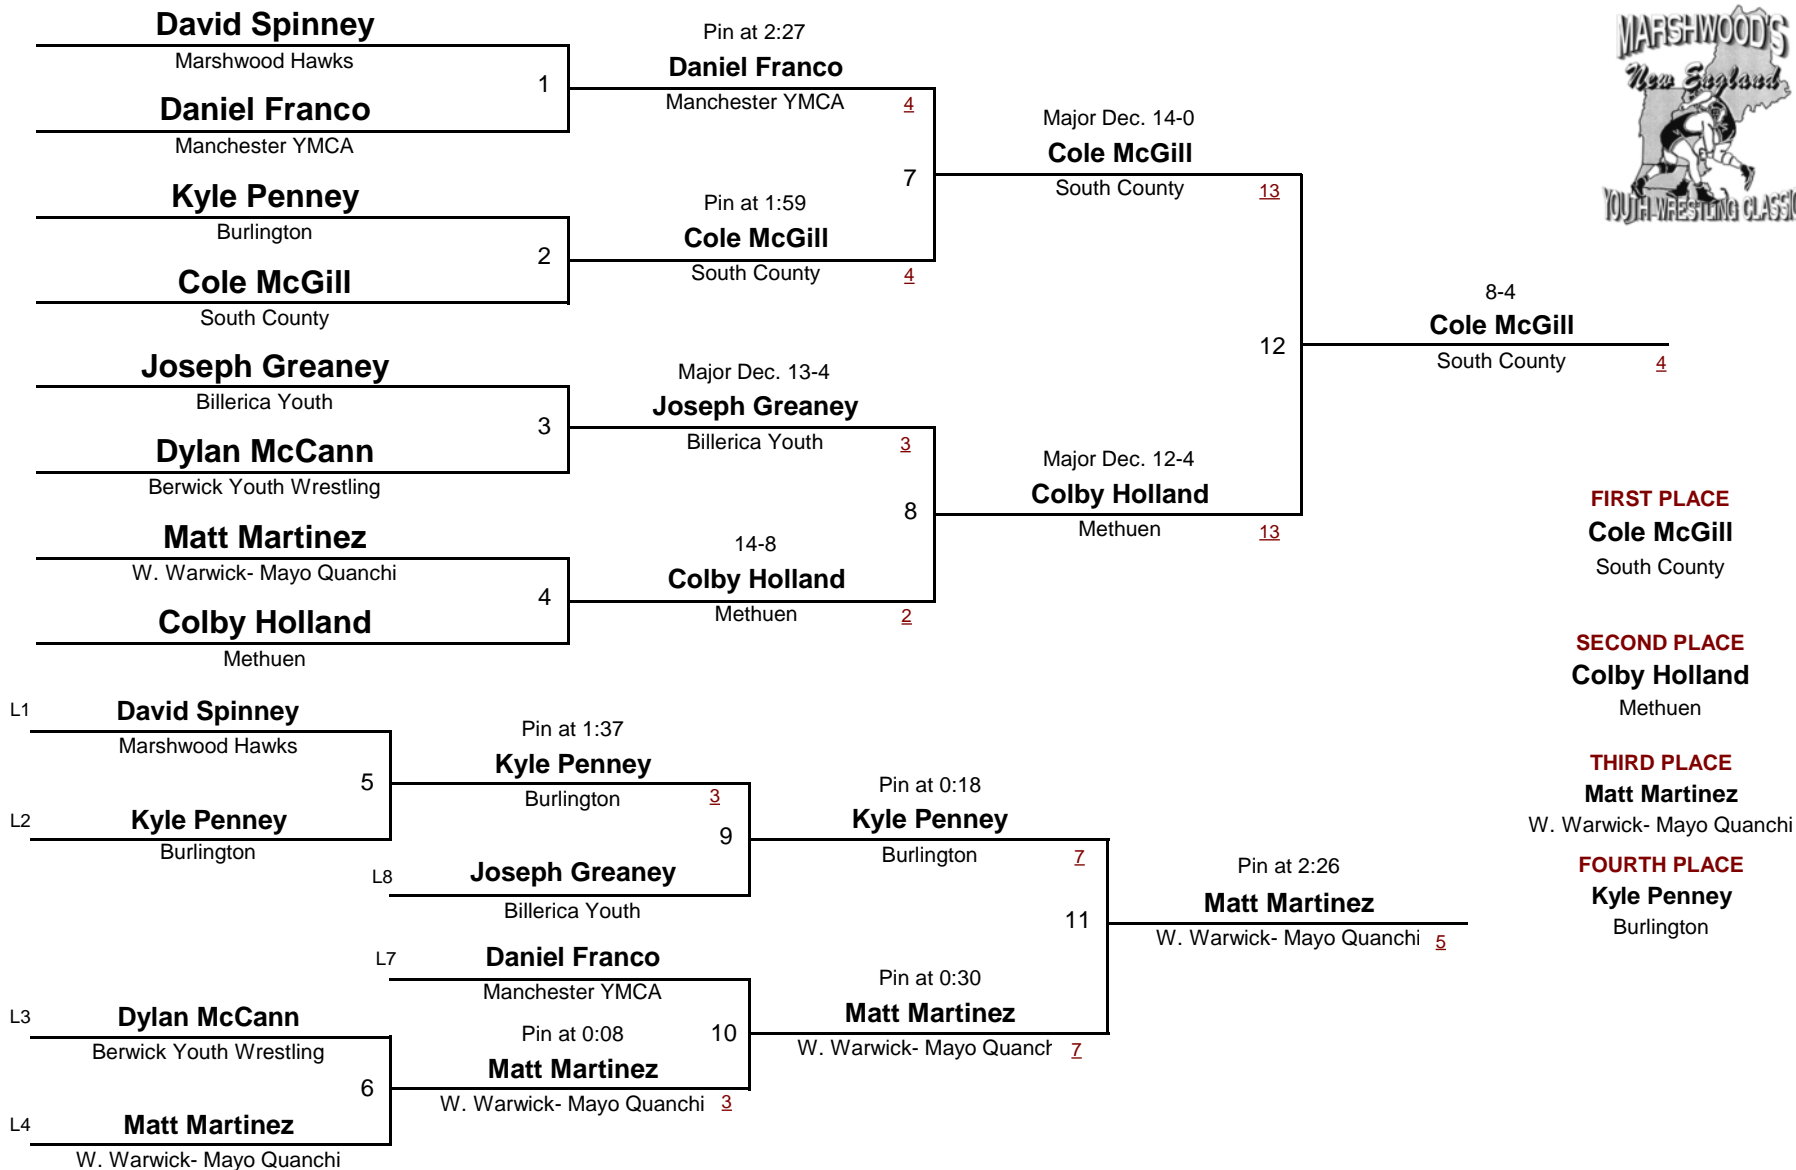 David Spinney
Marshwood Hawks
1
Daniel Franco
Manchester YMCA
Kyle Penney
Burlington
2
Cole McGill
South County
Joseph Greaney
Billerica Youth
3
Dylan McCann
Berwick Youth Wrestling
Matt Martinez
W. Warwick- Mayo Quanchi
4
Colby Holland
Methuen
Pin at 2:27
Daniel Franco
Manchester YMCA 4
7
Pin at 1:59
Cole McGill
South County 4
Major Dec. 13-4
Joseph Greaney
Billerica Youth 3
8
14-8
Colby Holland
Methuen 2
Major Dec. 14-0
Cole McGill
South County 13
12
Major Dec. 12-4
Colby Holland
Methuen 13
8-4
Cole McGill
South County 4
MARSHWOOD'S
New England
YOUTH WRESTLING CLASSIC
FIRST PLACE
Cole McGill
South County
SECOND PLACE
Colby Holland
Methuen
THIRD PLACE
Matt Martinez
W. Warwick- Mayo Quanchi
FOURTH PLACE
Kyle Penney
Burlington
L1 David Spinney
Marshwood Hawks
5
L2 Kyle Penney
Burlington
Pin at 1:37
Kyle Penney
Burlington 3
9
L8 Joseph Greaney
Billerica Youth
L7 Daniel Franco
Manchester YMCA
10
L3 Dylan McCann
Berwick Youth Wrestling
6
L4 Matt Martinez
W. Warwick- Mayo Quanchi
Pin at 0:08
Matt Martinez
W. Warwick- Mayo Quanchi 3
Pin at 0:18
Kyle Penney
Burlington 7
11
Pin at 0:30
Matt Martinez
W. Warwick- Mayo Quanch 7
Pin at 2:26
Matt Martinez
W. Warwick- Mayo Quanchi 5